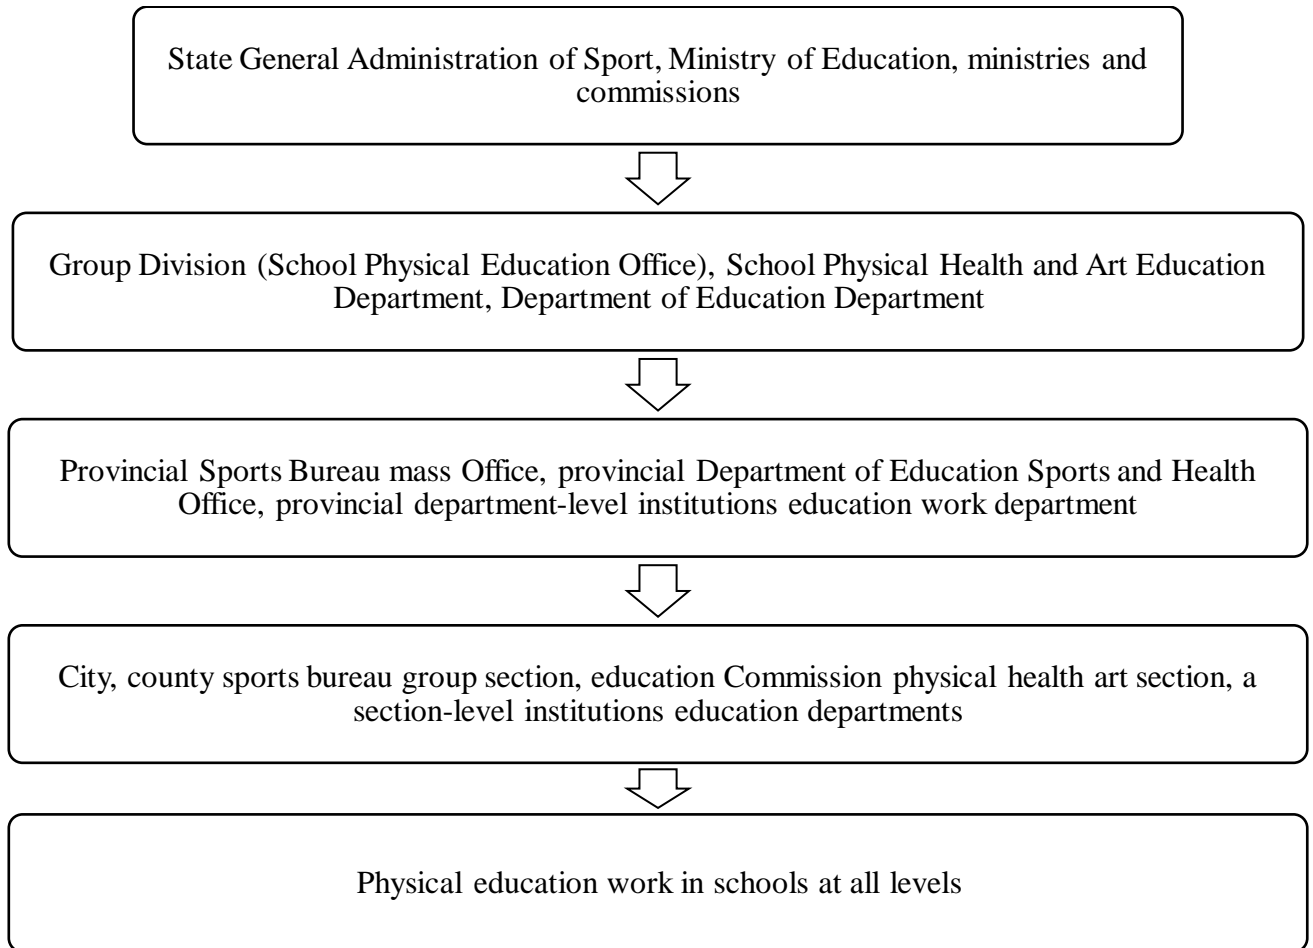 State General Administration of Sport, Ministry of Education, ministries and
commissions
Group Division (School Physical Education Office), School Physical Health and Art Education
Department, Department of Education Department
Provincial Sports Bureau mass Office, provincial Department of Education Sports and Health
Office, provincial department-level institutions education work department
City, county sports bureau group section, education Commission physical health art section, a
section-level institutions education departments
Physical education work in schools at all levels